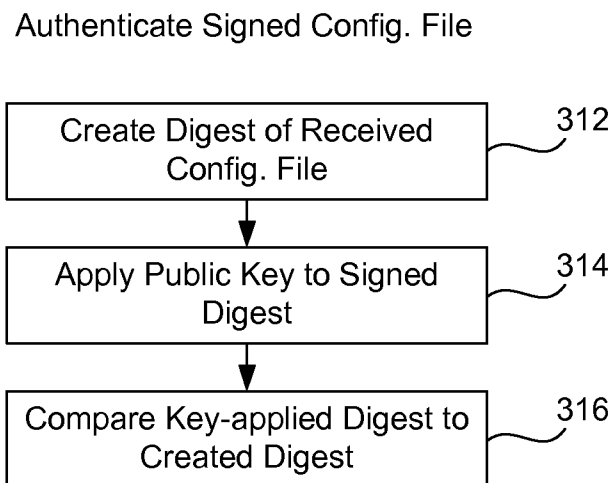 Authenticate Signed Config. File
Create Digest of Received
Config. File
312
Apply Public Key to Signed
Digest
314
Compare Key-applied Digest to
Created Digest
316